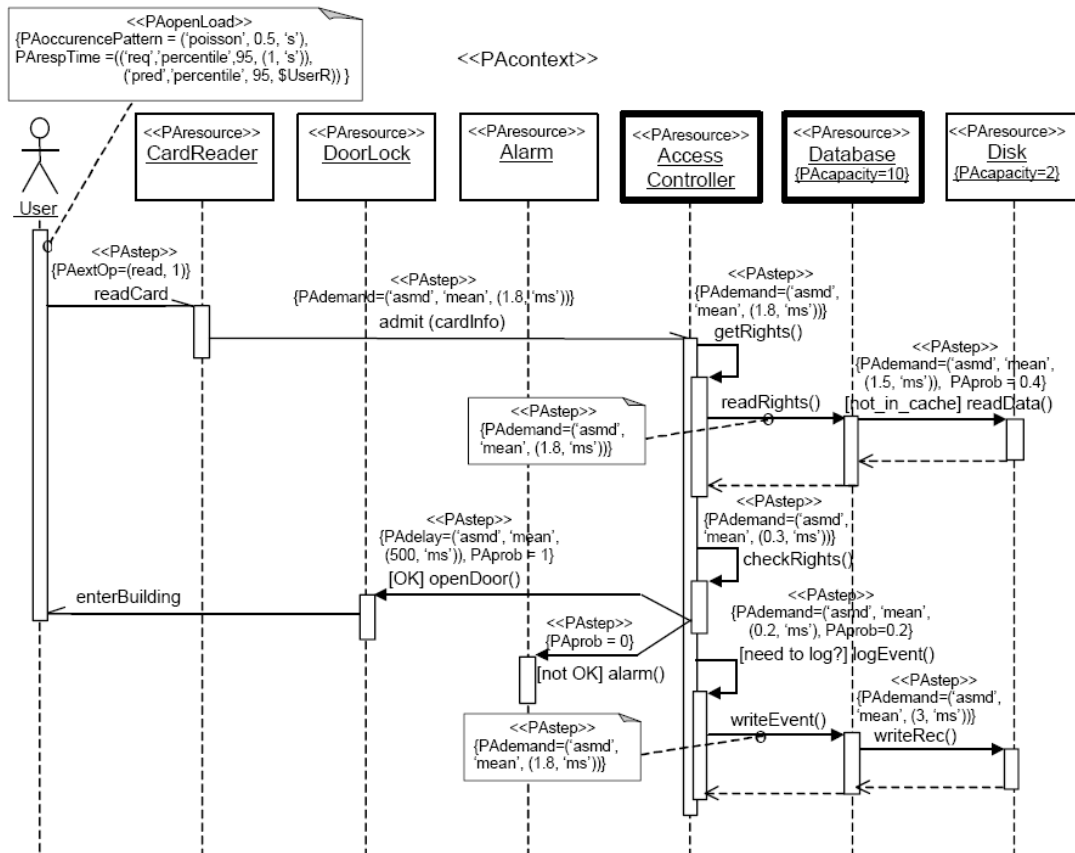 <<PAopenLoad>>
{PAoccurencePattern = (‘poisson’, 0.5, ‘s’),
PArespTime =((‘req’,’percentile’,95, (1, ‘s’)),
(‘pred’,’percentile’, 95, $UserR)) }
<<PAcontext>>
User
<<PAresource>>
CardReader
<<PAresource>>
DoorLock
<<PAresource>>
Alarm
<<PAresource>>
Access
Controller
<<PAresource>>
Database
{PAcapacity=10}
<<PAresource>>
Disk
{PAcapacity=2}
<<PAstep>>
{PAextOp=(read, 1)}
readCard
<<PAstep>>
{PAdemand=(‘asmd’, ‘mean’, (1.8, ‘ms’))}
admit (cardInfo)
<<PAstep>>
{PAdemand=(‘asmd’,
‘mean’, (1.8, ‘ms’))}
getRights()
<<PAstep>>
{PAdemand=(‘asmd’, ‘mean’,
(1.5, ‘ms’)), PAprob = 0.4}
[not_in_cache] readData()
readRights()
<<PAstep>>
{PAdemand=(‘asmd’,
‘mean’, (1.8, ‘ms’))}
<<PAstep>>
{PAdemand=(‘asmd’,
‘mean’, (0.3, ‘ms’))}
checkRights()
<<PAstep>>
{PAdelay=(‘asmd’, ‘mean’,
(500, ‘ms’)), PAprob = 1}
[OK] openDoor()
enterBuilding
<<PAstep>>
{PAprob = 0}
[not OK] alarm()
<<PAstep>>
{PAdemand=(‘asmd’, ‘mean’,
(0.2, ‘ms’), PAprob=0.2}
[need to log?] logEvent()
<<PAstep>>
{PAdemand=(‘asmd’,
‘mean’, (1.8, ‘ms’))}
writeEvent()
<<PAstep>>
{PAdemand=(‘asmd’,
‘mean’, (3, ‘ms’))}
writeRec()